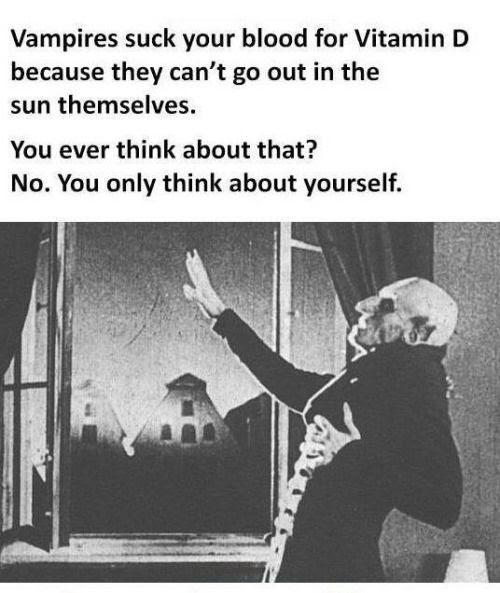 Vampires suck your blood for Vitamin D
because they can't go out in the
sun themselves.
You ever think about that?
No. You only think about yourself.